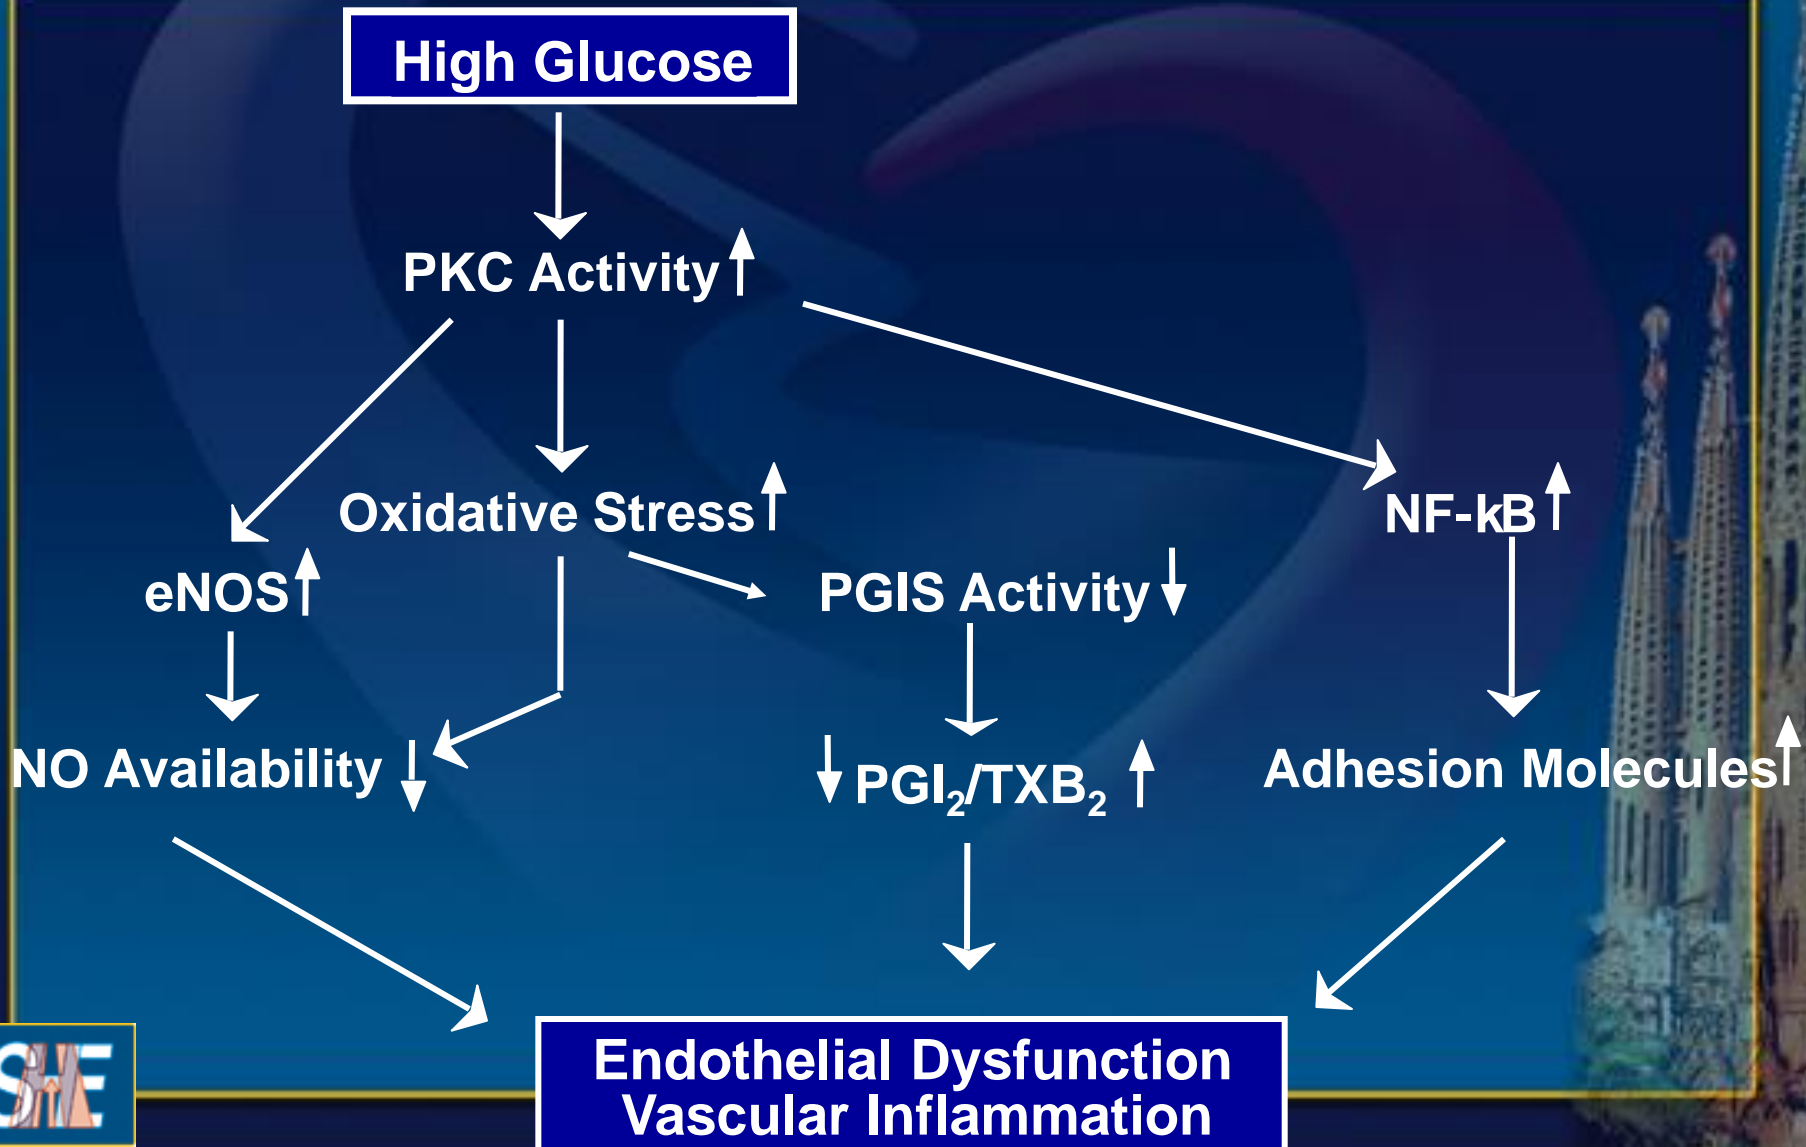 High Glucose
PKC Activity
Oxidative Stress
NF-kB
eNOS
PGIS Activity
NO Availability
PGI₂/TXB₂
Adhesion Molecules
Endothelial Dysfunction
Vascular Inflammation